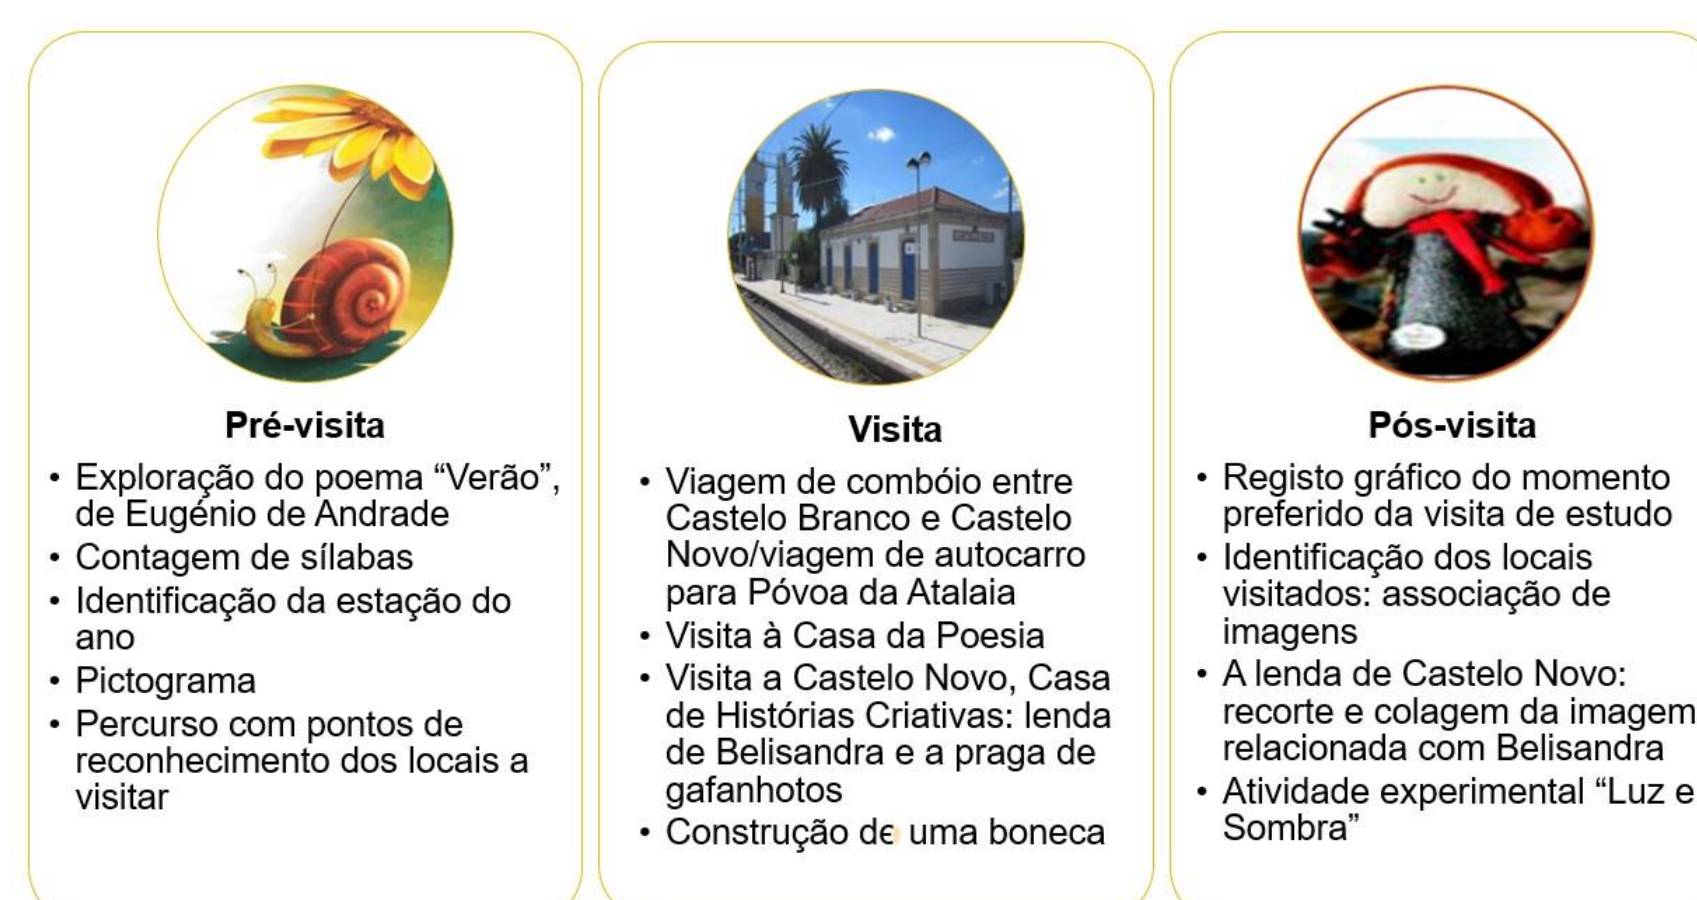 Pré-visita
• Exploração do poema “Verão”,
de Eugénio de Andrade
• Contagem de sílabas
• Identificação da estação do
ano
• Pictograma
• Percurso com pontos de
reconhecimento dos locais a
visitar
Visita
• Viagem de combóio entre
Castelo Branco e Castelo
Novo/viagem de autocarro
para Póvoa da Atalaia
• Visita à Casa da Poesia
• Visita a Castelo Novo, Casa
de Histórias Criativas: lenda
de Belisandra e a praga de
gafanhotos
• Construção de uma boneca
Pós-visita
• Registo gráfico do momento
preferido da visita de estudo
• Identificação dos locais
visitados: associação de
imagens
• A lenda de Castelo Novo:
recorte e colagem da imagem
relacionada com Belisandra
• Atividade experimental “Luz e
Sombra”